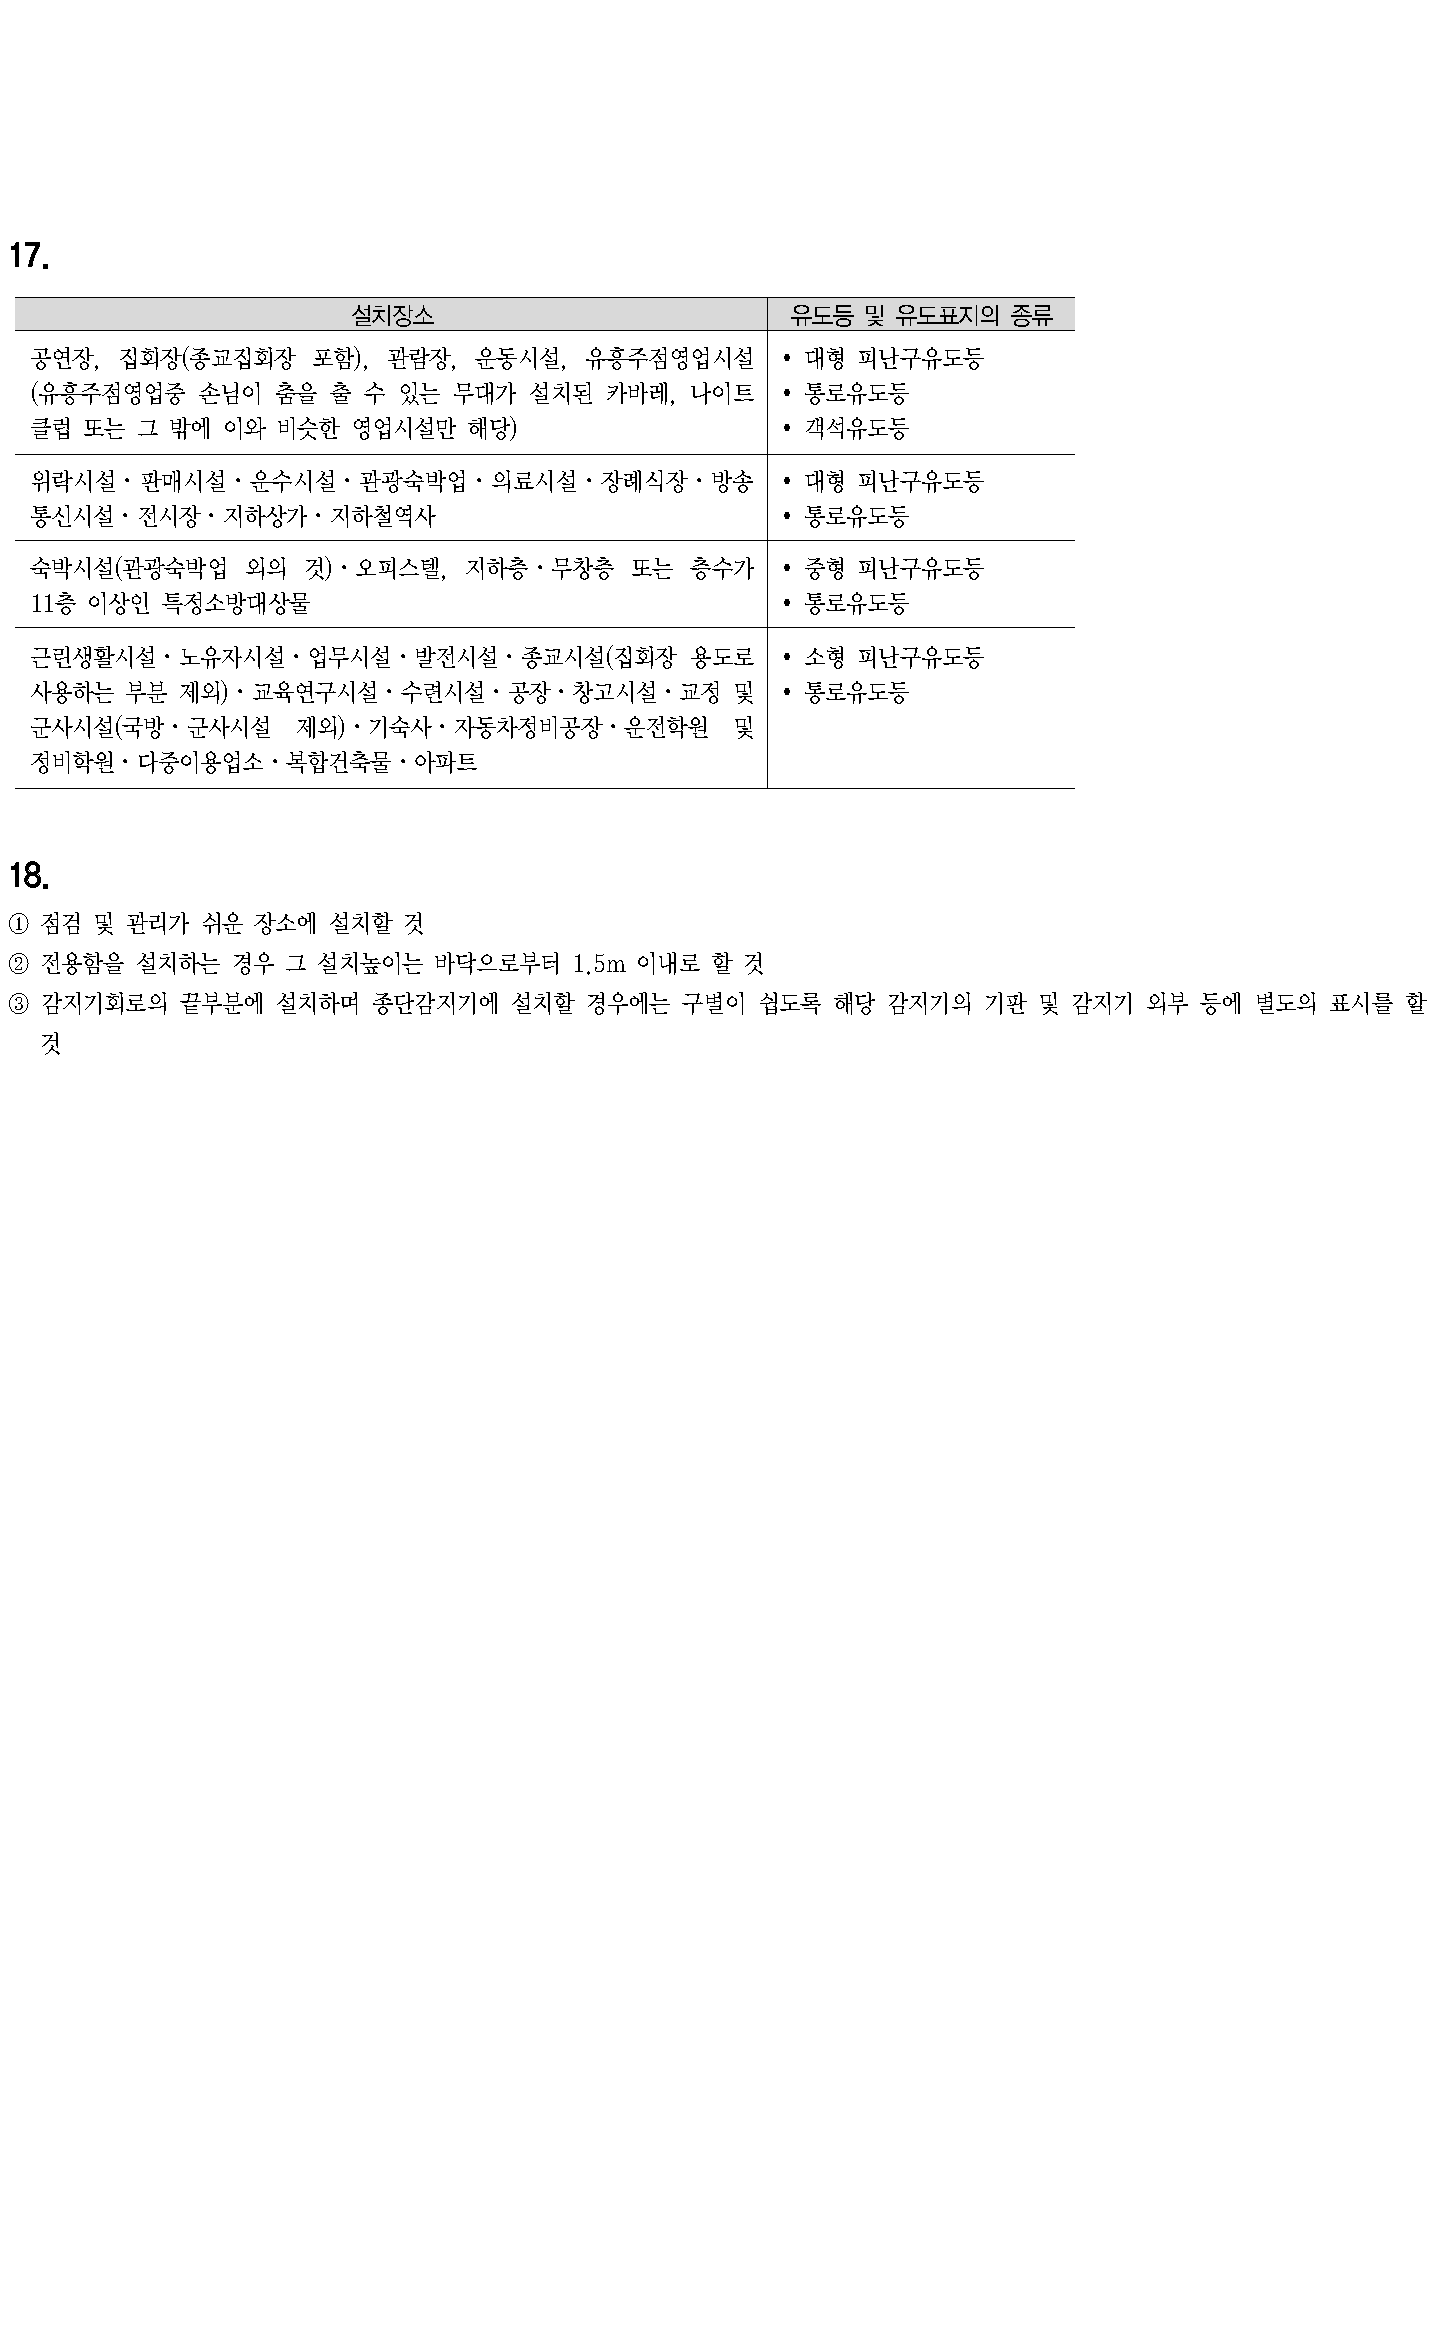 17.
설치장소 유도등 및 유도표지의 종류
공연장, 집회장(종교집회장 포함), 관람장, 운동시설, 유흥주점영업시설
(유흥주점영업중 손님이 춤을 출 수 있는 무대가 설치된 카바레, 나이트
클럽 또는 그 밖에 이와 비슷한 영업시설만 해당)
• 대형 피난구유도등
• 통로유도등
• 객석유도등
위락시설·판매시설·운수시설·관광숙박업·의료시설·장례식장·방송
통신시설·전시장·지하상가·지하철역사
• 대형 피난구유도등
• 통로유도등
숙박시설(관광숙박업 외의 것)·오피스텔, 지하층·무창층 또는 층수가
11층 이상인 특정소방대상물
• 중형 피난구유도등
• 통로유도등
근린생활시설·노유자시설·업무시설·발전시설·종교시설(집회장 용도로
사용하는 부분 제외)·교육연구시설·수련시설·공장·창고시설·교정 및
군사시설(국방·군사시설 제외)·기숙사·자동차정비공장·운전학원 및
정비학원·다중이용업소·복합건축물·아파트
• 소형 피난구유도등
• 통로유도등
18.
① 점검 및 관리가 쉬운 장소에 설치할 것
② 전용함을 설치하는 경우 그 설치높이는 바닥으로부터 1.5m 이내로 할 것
③ 감지기회로의 끝부분에 설치하며 종단감지기에 설치할 경우에는 구별이 쉽도록 해당 감지기의 기판 및 감지기 외부 등에 별도의 표시를 할
것